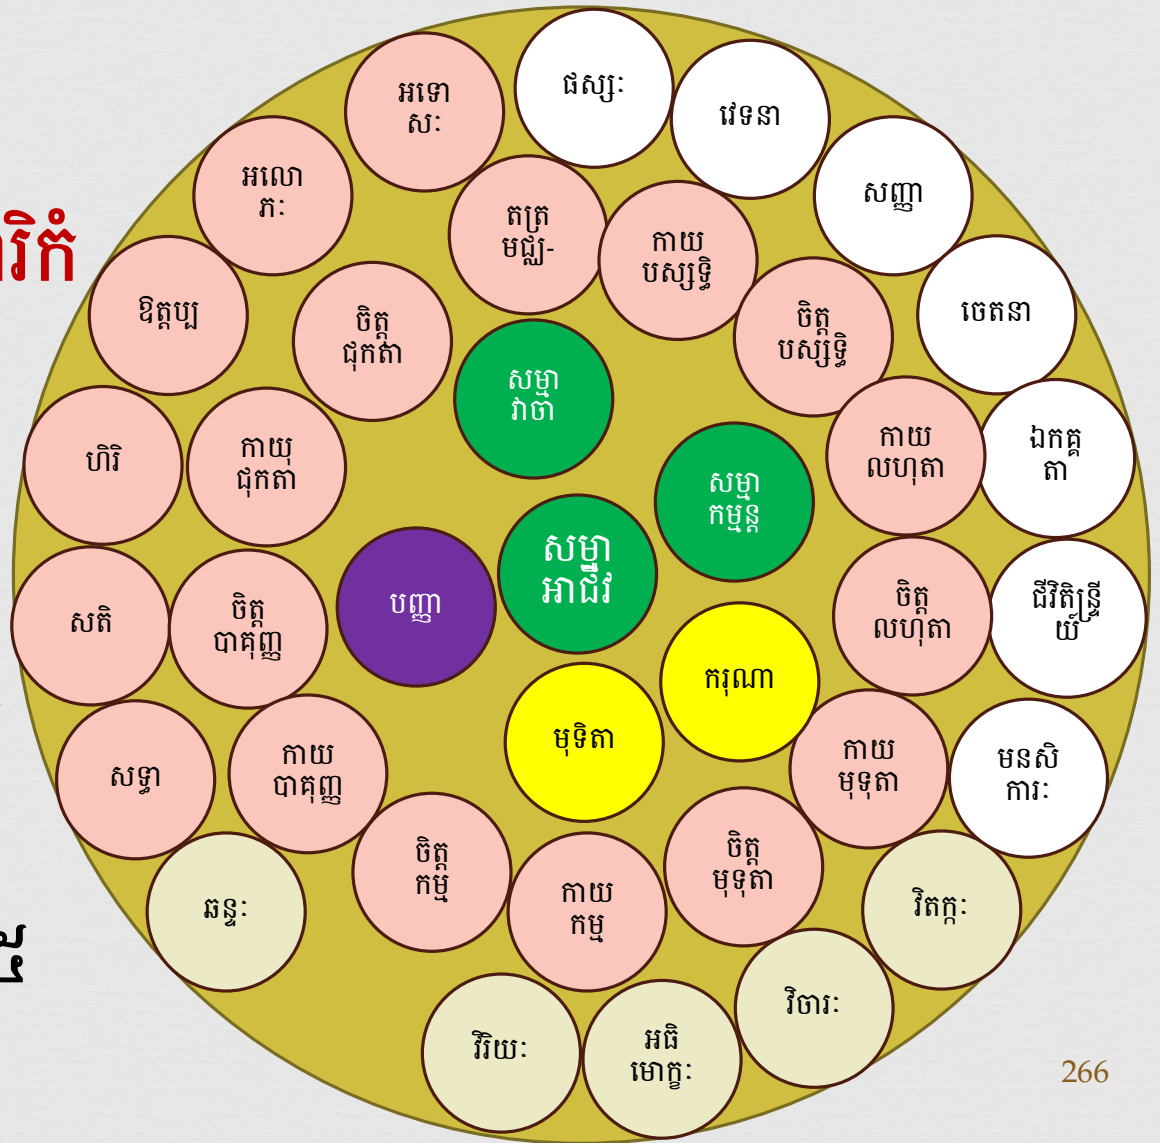 ផស្សៈ
វេទនា
សញ្ញា
ចេតនា
ឯកគ្គ
តា
ជីវិតិន្ទ្រី
យ៍
មនសិ
ការៈ
វិតក្កៈ
វិចារៈ
អធិ
មោក្ខៈ
វិរិយៈ
ឆន្ទៈ
សទ្ធា
សតិ
ហិរិ
ឱត្តប្ប
អលោ
ភៈ
អទោ
សៈ
តត្រ
មជ្ឈ-
កាយ
បស្សទ្ធិ
ចិត្ត
បស្សទ្ធិ
កាយ
លហុតា
ចិត្ត
លហុតា
កាយ
មុទុតា
ចិត្ត
មុទុតា
កាយ
កម្ម
ចិត្ត
កម្ម
កាយ
បាគុញ្ញ
ចិត្ត
បាគុញ្ញ
កាយុ
ជុកតា
ចិត្ត
ជុកតា
សម្មា
វាចា
សម្មា
កម្មន្ត
សម្មា
អាជីវ
ករុណា
មុទិតា
បញ្ញា
266